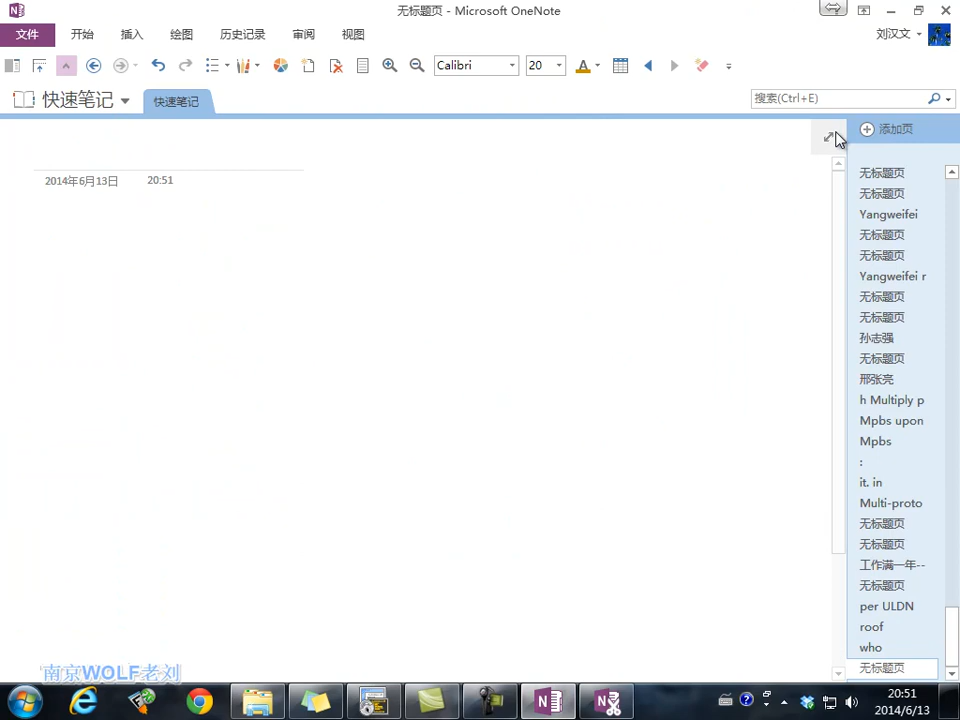 无标题页 - Microsoft OneNote
文件 开始 插入 绘图 历史记录 审阅 视图 刘汉文
Calibri 20
快速笔记 快速笔记 搜索(Ctrl+E)
添加页
2014年6月13日 20:51
无标题页
无标题页
Yangweifei
无标题页
无标题页
Yangweifei r
无标题页
无标题页
孙志强
无标题页
邢张亮
h Multiply p
Mpbs upon
Mpbs
:
it. in
Multi-proto
无标题页
无标题页
工作满一年--
无标题页
per ULDN
roof
who
无标题页
南京WOLF老刘
20:51
2014/6/13